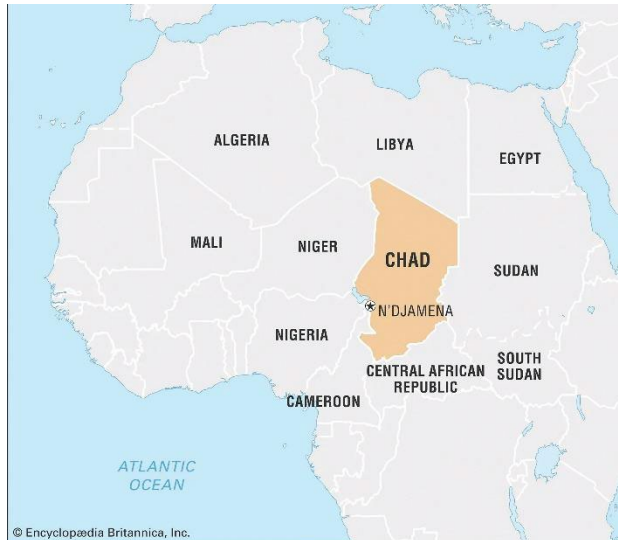 ALGERIA
LIBYA
EGYPT
MALI
NIGER
CHAD
SUDAN
N'DJAMENA
NIGERIA
SOUTH
SUDAN
CENTRAL AFRICAN
REPUBLIC
CAMEROON
ATLANTIC
OCEAN
© Encyclopædia Britannica, Inc.